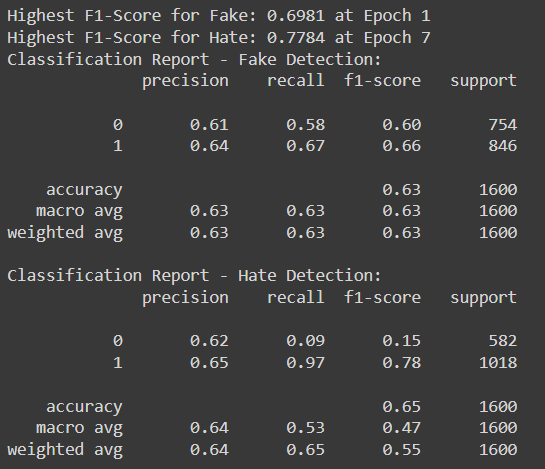 Highest F1-Score for Fake: 0.6981 at Epoch 1
Highest F1-Score for Hate: 0.7784 at Epoch 7
Classification Report - Fake Detection:
precision recall f1-score support
0 0.61 0.58 0.60 754
1 0.64 0.67 0.66 846
accuracy 0.63 1600
macro avg 0.63 0.63 0.63 1600
weighted avg 0.63 0.63 0.63 1600
Classification Report - Hate Detection:
precision recall f1-score support
0 0.62 0.09 0.15 582
1 0.65 0.97 0.78 1018
accuracy 0.65 1600
macro avg 0.64 0.53 0.47 1600
weighted avg 0.64 0.65 0.55 1600